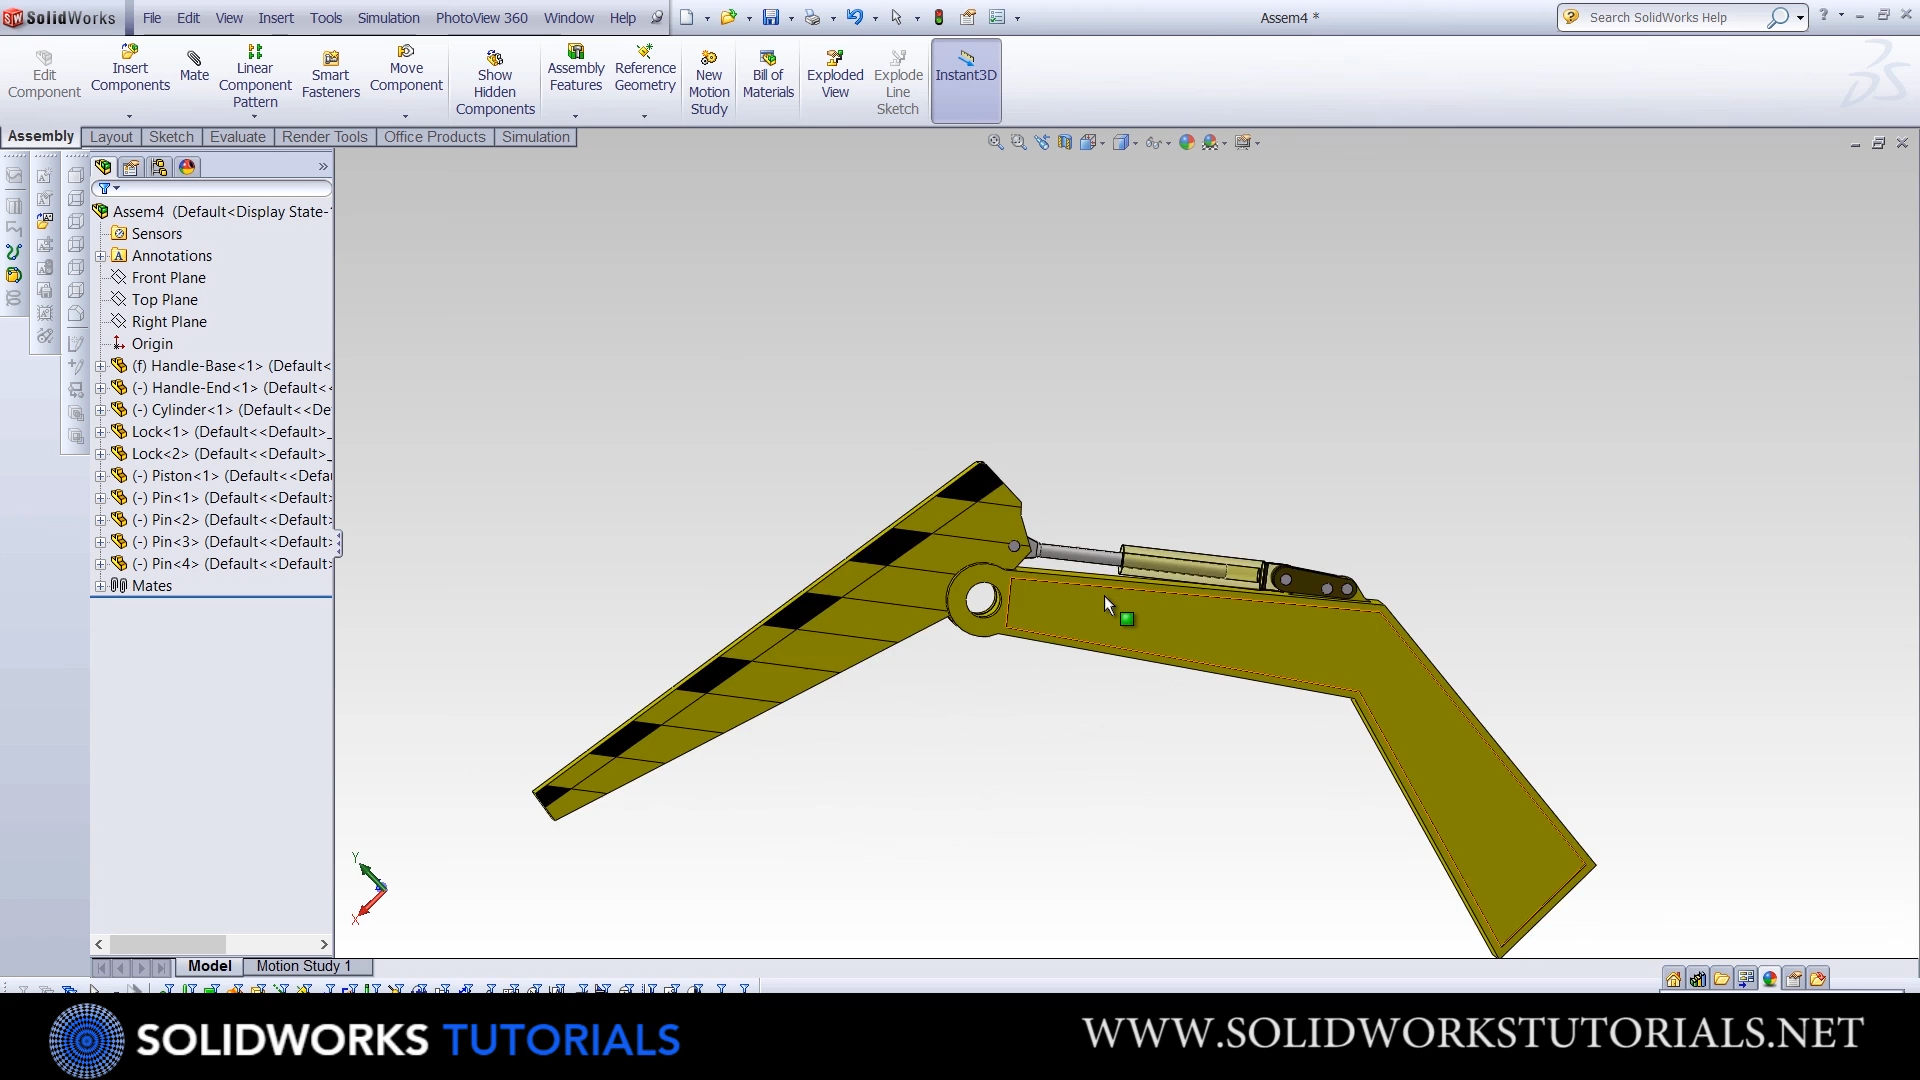 SolidWorks File Edit View Insert Tools Simulation PhotoView 360 Window Help Assem4 * Search SolidWorks Help
Edit Component
Insert Components
Mate
Linear Component Pattern
Smart Fasteners
Move Component
Show Hidden Components
Assembly Features
Reference Geometry
New Motion Study
Bill of Materials
Exploded View
Explode Line Sketch
Instant3D
Assembly Layout Sketch Evaluate Render Tools Office Products Simulation
Assem4 (Default<Display State-
Sensors
Annotations
Front Plane
Top Plane
Right Plane
Origin
(f) Handle-Base<1> (Default<
(-) Handle-End<1> (Default<<
(-) Cylinder<1> (Default<<De
Lock<1> (Default<<Default>_
Lock<2> (Default<<Default>_
(-) Piston<1> (Default<<Defau
(-) Pin<1> (Default<<Default>
(-) Pin<2> (Default<<Default>
(-) Pin<3> (Default<<Default>
(-) Pin<4> (Default<<Default>
Mates
Y
X
Model Motion Study 1
SOLIDWORKS TUTORIALS
WWW.SOLIDWORKSTUTORIALS.NET